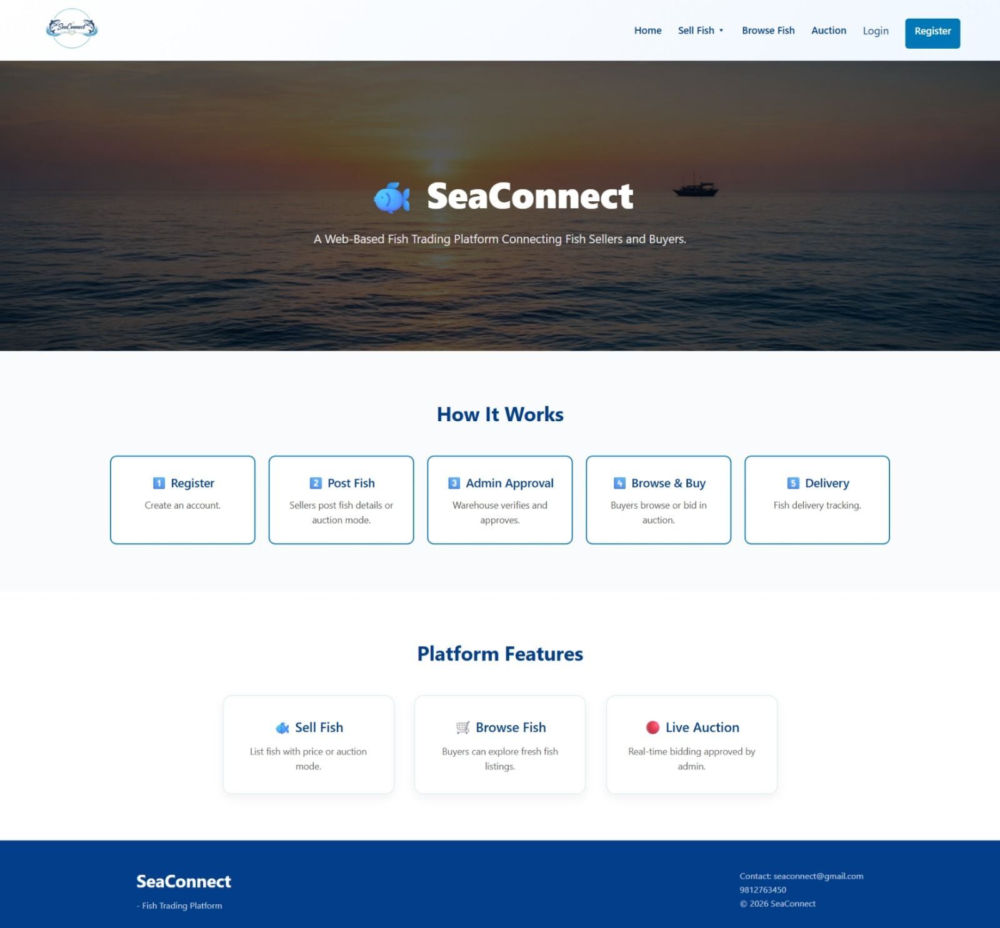 SeaConnect
Home Sell Fish ▼ Browse Fish Auction Login Register
SeaConnect
A Web-Based Fish Trading Platform Connecting Fish Sellers and Buyers.
How It Works
1 Register
Create an account.
2 Post Fish
Sellers post fish details or
auction mode.
3 Admin Approval
Warehouse verifies and
approves.
4 Browse & Buy
Buyers browse or bid in
auction.
5 Delivery
Fish delivery tracking.
Platform Features
Sell Fish
List fish with price or auction
mode.
Browse Fish
Buyers can explore fresh fish
listings.
Live Auction
Real-time bidding approved by
admin.
SeaConnect
- Fish Trading Platform
Contact: seaconnect@gmail.com
9812763450
© 2026 SeaConnect